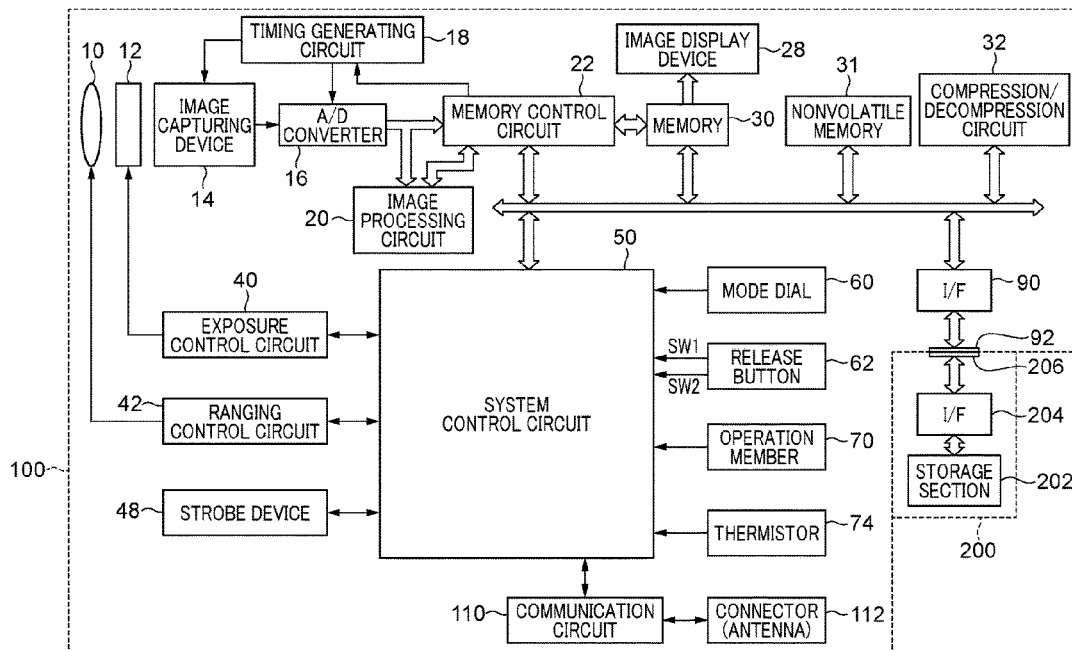 TIMING GENERATING
CIRCUIT
18
IMAGE DISPLAY
DEVICE
28
32
10
12
22
31
COMPRESSION/
DECOMPRESSION
CIRCUIT
IMAGE
CAPTURING
DEVICE
14
A/D
CONVERTER
16
MEMORY CONTROL
CIRCUIT
MEMORY
30
NONVOLATILE
MEMORY
20
IMAGE
PROCESSING
CIRCUIT
50
40
EXPOSURE
CONTROL CIRCUIT
42
RANGING
CONTROL CIRCUIT
48
STROBE DEVICE
100
SYSTEM
CONTROL CIRCUIT
MODE DIAL
60
SW1
SW2
RELEASE
BUTTON
62
OPERATION
MEMBER
70
THERMISTOR
74
I/F
90
92
206
I/F
204
STORAGE
SECTION
202
200
110
COMMUNICATION
CIRCUIT
CONNECTOR
(ANTENNA)
112